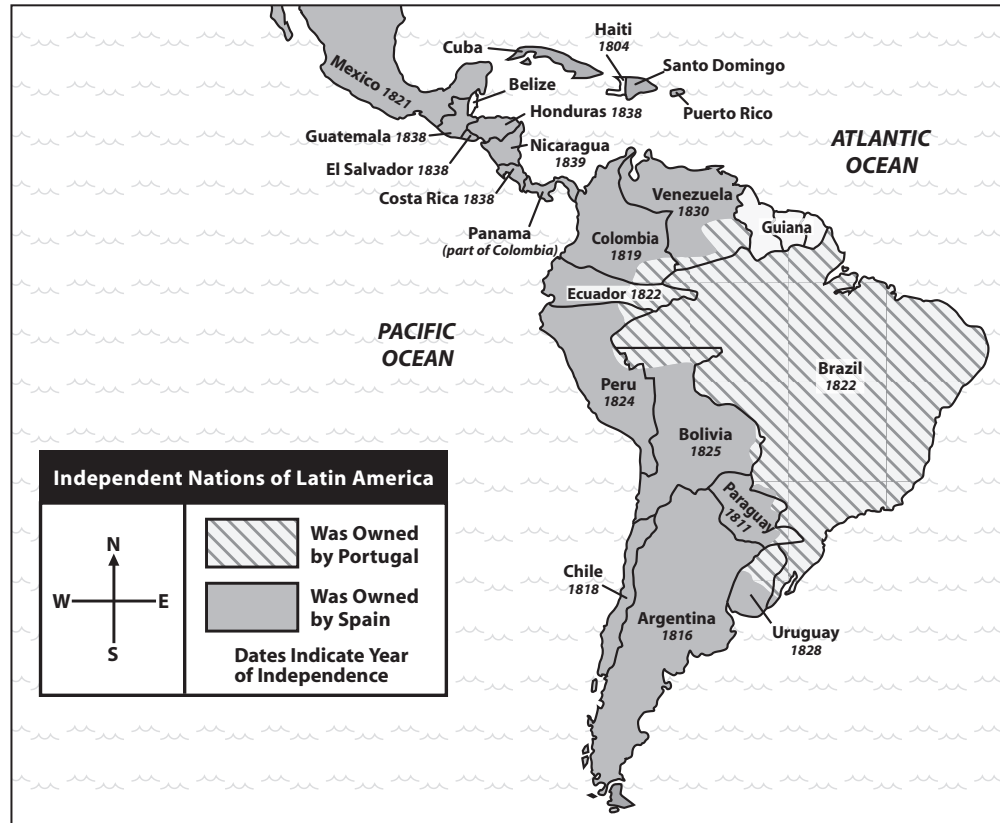 Haiti
1804
Cuba
Santo Domingo
Mexico 1821
Belize
Puerto Rico
Honduras 1838
Guatemala 1838
ATLANTIC
OCEAN
Nicaragua
1839
El Salvador 1838
Costa Rica 1838
Venezuela
1830
Panama
(part of Colombia)
Guiana
Colombia
1819
Ecuador 1822
PACIFIC
OCEAN
Brazil
1822
Peru
1824
Bolivia
1825
Paraguay
1811
Chile
1818
Argentina
1816
Uruguay
1828
Independent Nations of Latin America
N
W
E
S
Was Owned
by Portugal
Was Owned
by Spain
Dates Indicate Year
of Independence